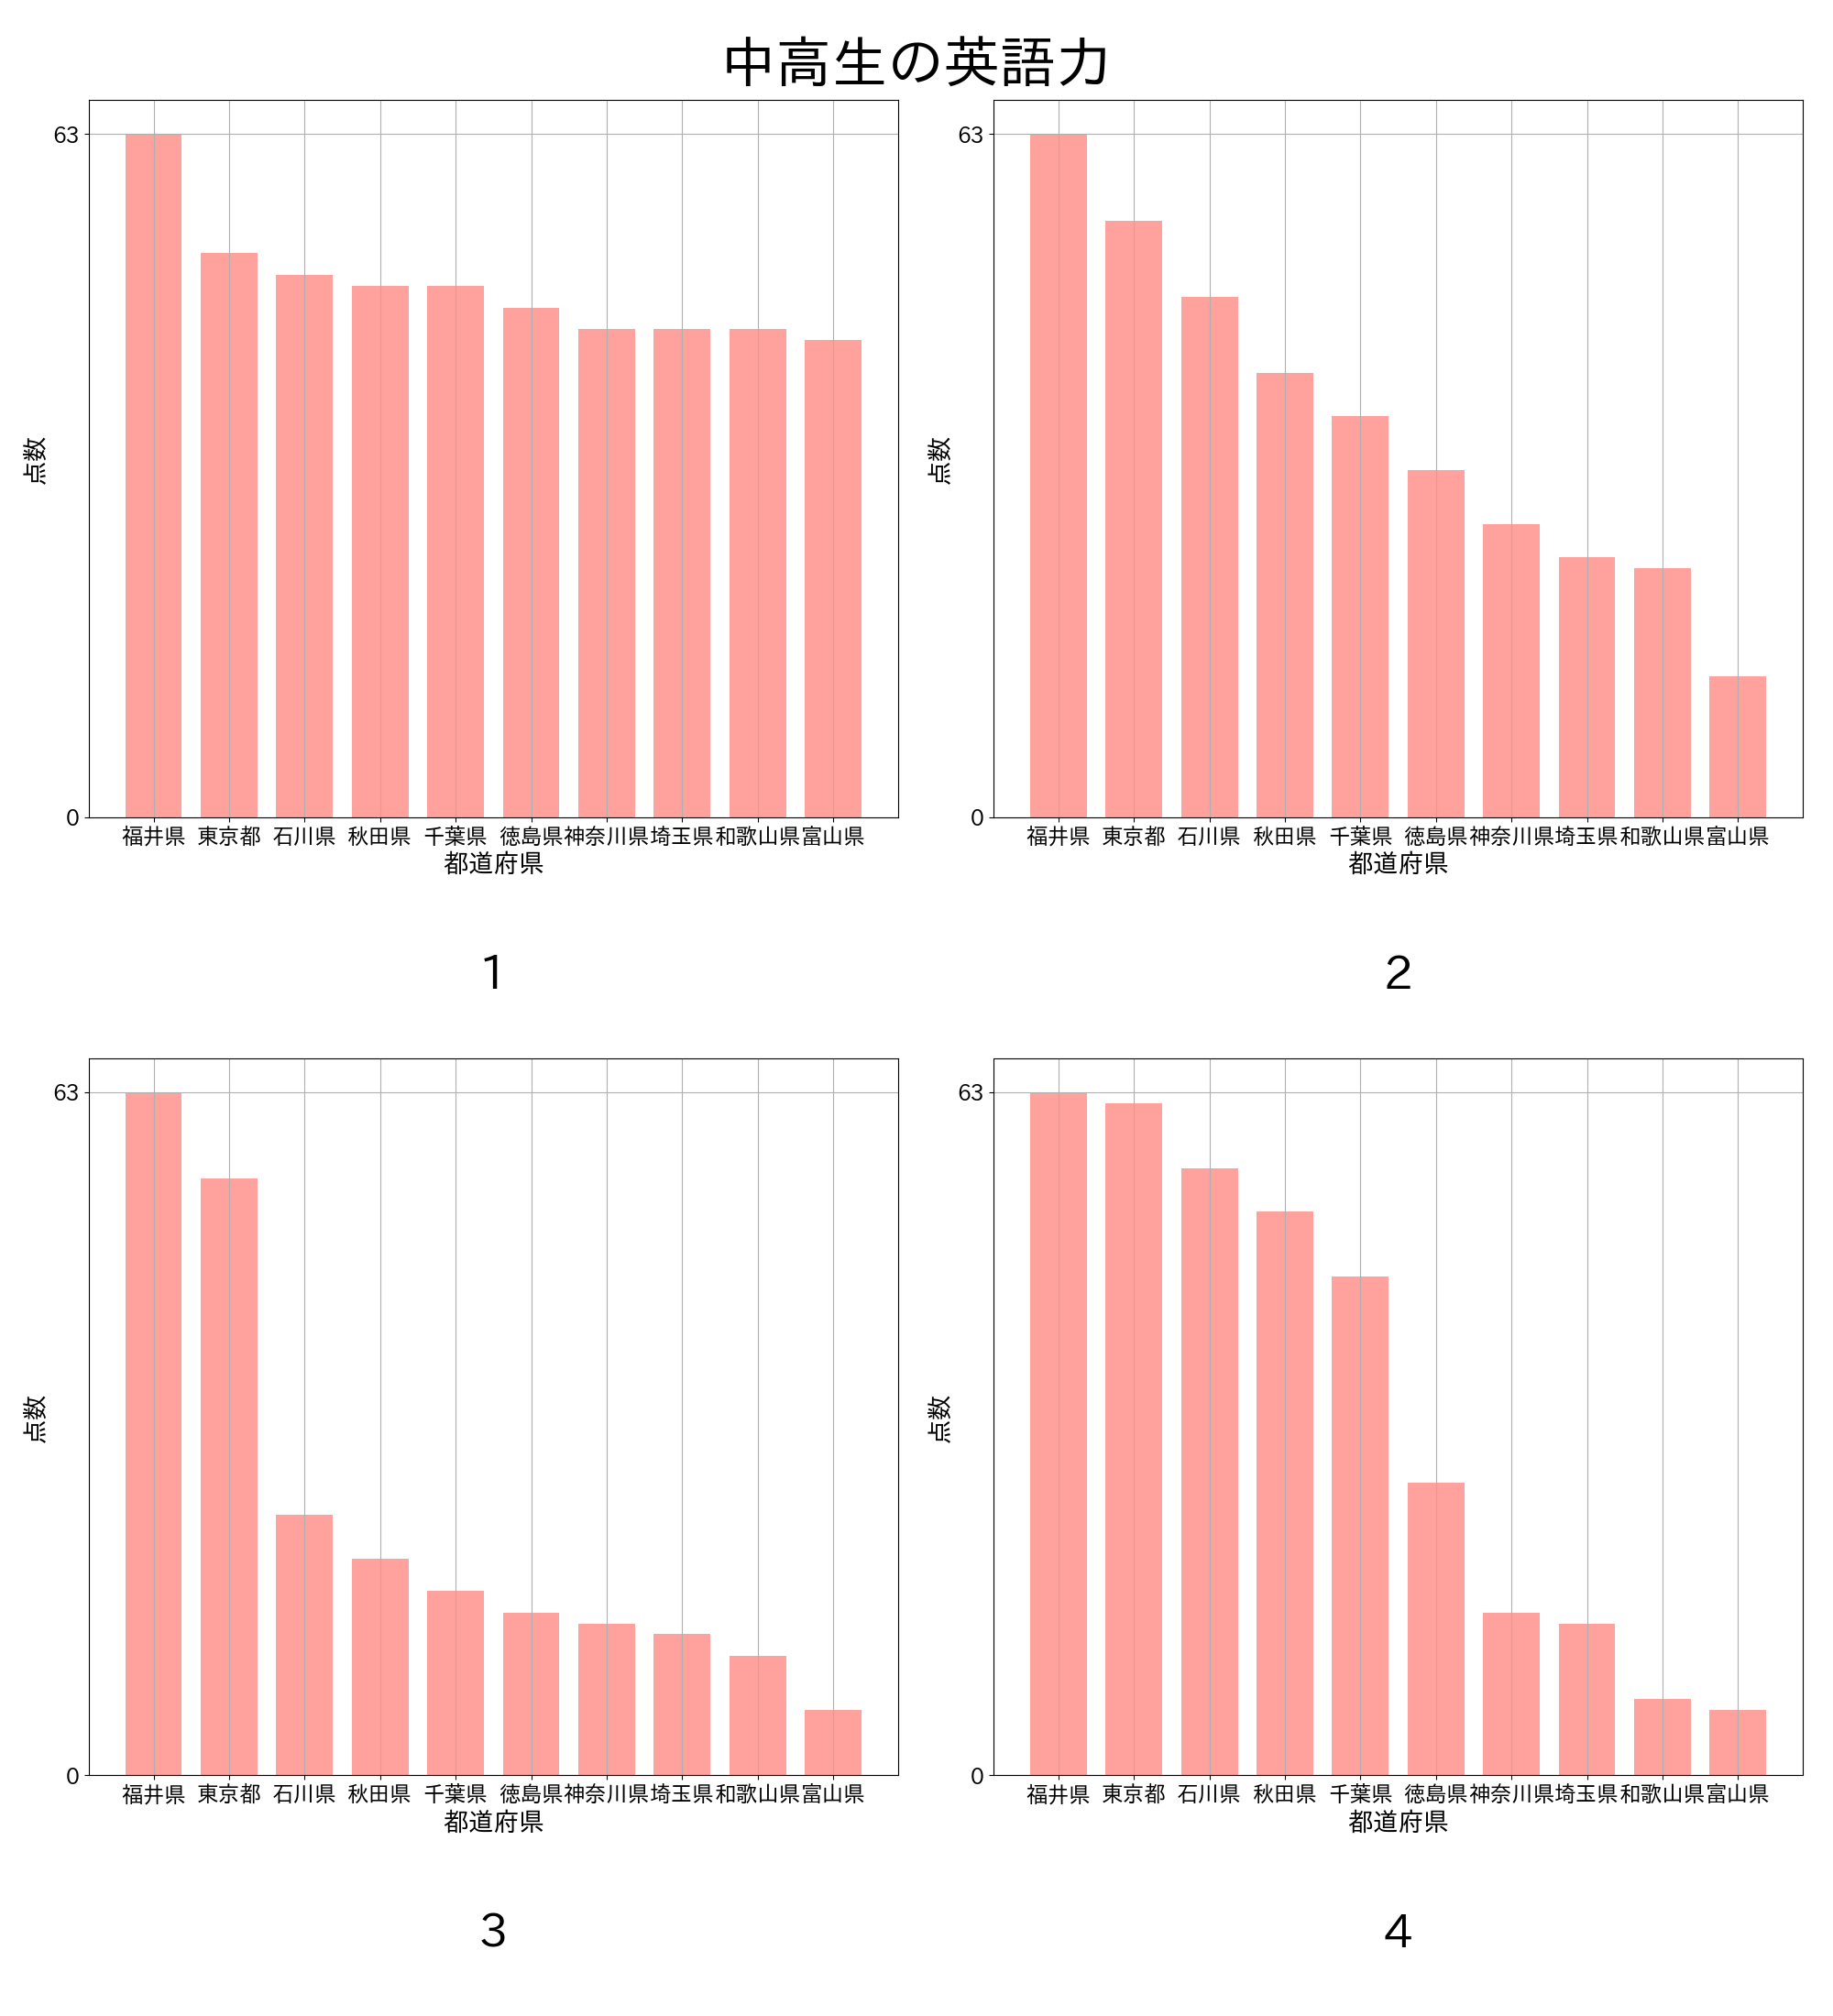 中高生の英語力
63
0
点数
福井県 東京都 石川県 秋田県 千葉県 徳島県 神奈川県 埼玉県 和歌山県 富山県
都道府県
1
63
0
点数
福井県 東京都 石川県 秋田県 千葉県 徳島県 神奈川県 埼玉県 和歌山県 富山県
都道府県
2
63
0
点数
福井県 東京都 石川県 秋田県 千葉県 徳島県 神奈川県 埼玉県 和歌山県 富山県
都道府県
3
63
0
点数
福井県 東京都 石川県 秋田県 千葉県 徳島県 神奈川県 埼玉県 和歌山県 富山県
都道府県
4